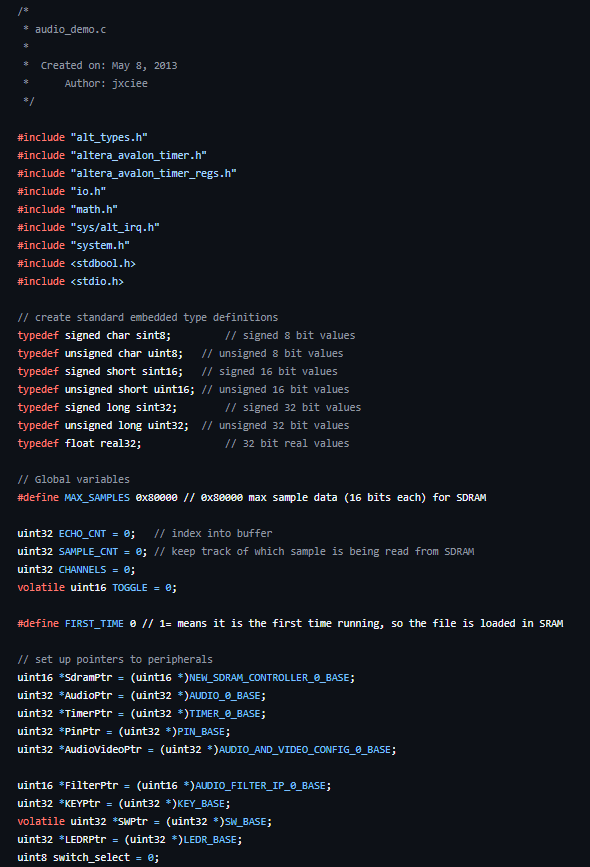 /*
 * audio_demo.c
 *
 *  Created on: May 8, 2013
 *      Author: jxciee
 */

#include "alt_types.h"
#include "altera_avalon_timer.h"
#include "altera_avalon_timer_regs.h"
#include "io.h"
#include "math.h"
#include "sys/alt_irq.h"
#include "system.h"
#include <stdbool.h>
#include <stdio.h>

// create standard embedded type definitions
typedef signed char sint8;         // signed 8 bit values
typedef unsigned char uint8;   // unsigned 8 bit values
typedef signed short sint16;   // signed 16 bit values
typedef unsigned short uint16; // unsigned 16 bit values
typedef signed long sint32;        // signed 32 bit values
typedef unsigned long uint32;  // unsigned 32 bit values
typedef float real32;              // 32 bit real values

// Global variables
#define MAX_SAMPLES 0x80000 // 0x80000 max sample data (16 bits each) for SDRAM

uint32 ECHO_CNT = 0;   // index into buffer
uint32 SAMPLE_CNT = 0; // keep track of which sample is being read from SDRAM
uint32 CHANNELS = 0;
volatile uint16 TOGGLE = 0;

#define FIRST_TIME 0 // 1= means it is the first time running, so the file is loaded in SRAM

// set up pointers to peripherals
uint16 *SdramPtr = (uint16 *)NEW_SDRAM_CONTROLLER_0_BASE;
uint32 *AudioPtr = (uint32 *)AUDIO_0_BASE;
uint32 *TimerPtr = (uint32 *)TIMER_0_BASE;
uint32 *PinPtr = (uint32 *)PIN_BASE;
uint32 *AudioVideoPtr = (uint32 *)AUDIO_AND_VIDEO_CONFIG_0_BASE;

uint16 *FilterPtr = (uint16 *)AUDIO_FILTER_IP_0_BASE;
uint32 *KEYPtr = (uint32 *)KEY_BASE;
volatile uint32 *SWPtr = (uint32 *)SW_BASE;
uint32 *LEDRPtr = (uint32 *)LEDR_BASE;
uint8 switch_select = 0;